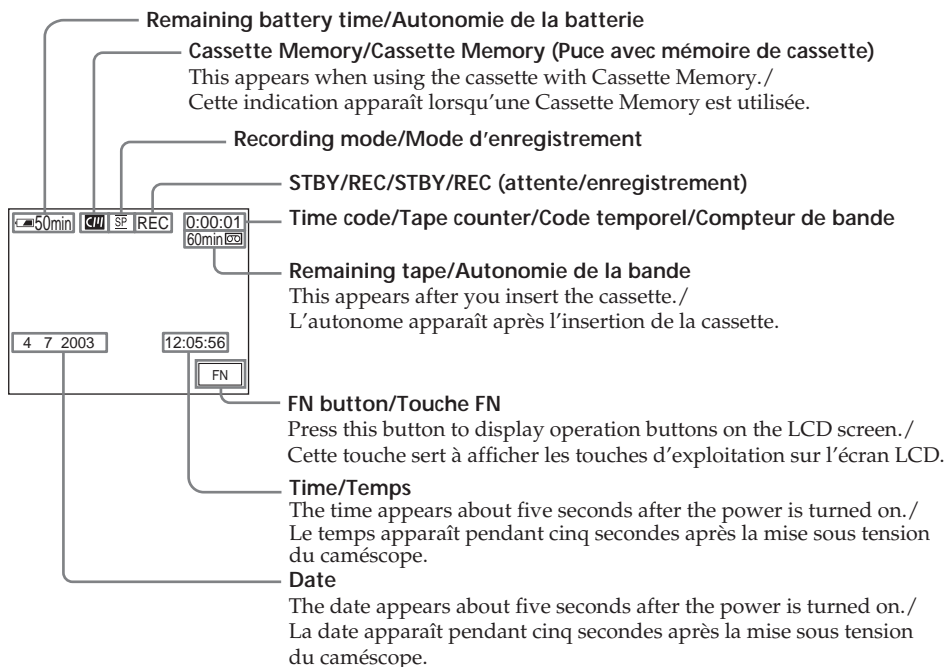 Remaining battery time/Autonomie de la batterie
Cassette Memory/Cassette Memory (Puce avec mémoire de cassette)
This appears when using the cassette with Cassette Memory./
Cette indication apparaît lorsqu'une Cassette Memory est utilisée.
Recording mode/Mode d'enregistrement
STBY/REC/STBY/REC (attente/enregistrement)
50min CM SP REC 0:00:01
Time code/Tape counter/Code temporel/Compteur de bande
60min
Remaining tape/Autonomie de la bande
This appears after you insert the cassette./
L'autonome apparaît après l'insertion de la cassette.
4 7 2003 12:05:56
FN
FN button/Touche FN
Press this button to display operation buttons on the LCD screen./
Cette touche sert à afficher les touches d'exploitation sur l'écran LCD.
Time/Temps
The time appears about five seconds after the power is turned on./
Le temps apparaît pendant cinq secondes après la mise sous tension
du caméscope.
Date
The date appears about five seconds after the power is turned on./
La date apparaît pendant cinq secondes après la mise sous tension
du caméscope.